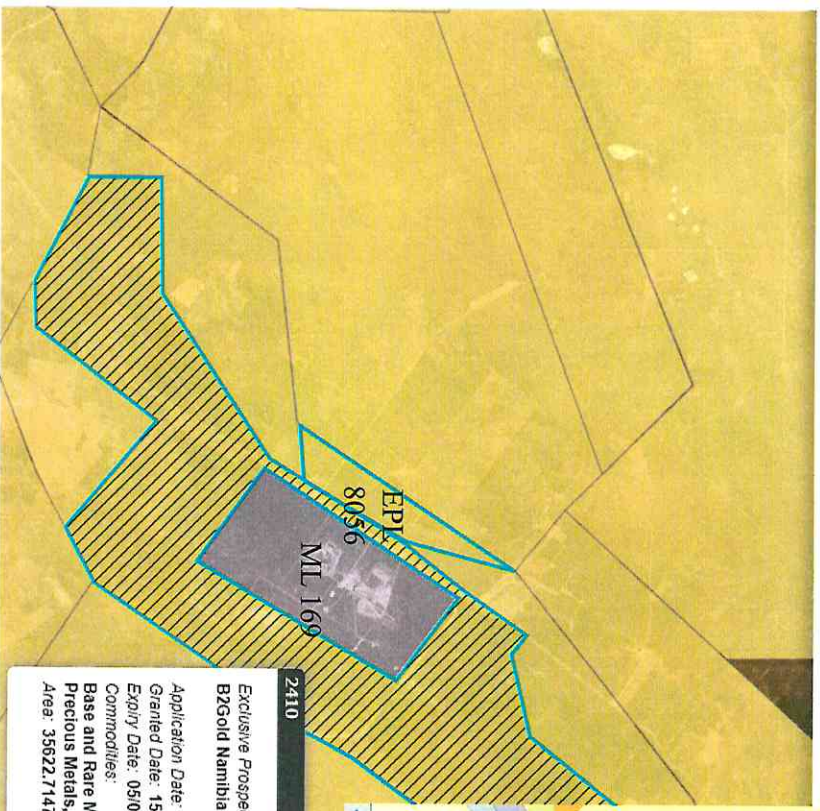 EPL
8056
ML 169
2410
Exclusive Prospe
B2Gold Namibia
Application Date:
Granted Date: 15
Expiry Date: 05/0
Commodities:
Base and Rare M
Precious Metals,
Area: 35622.714